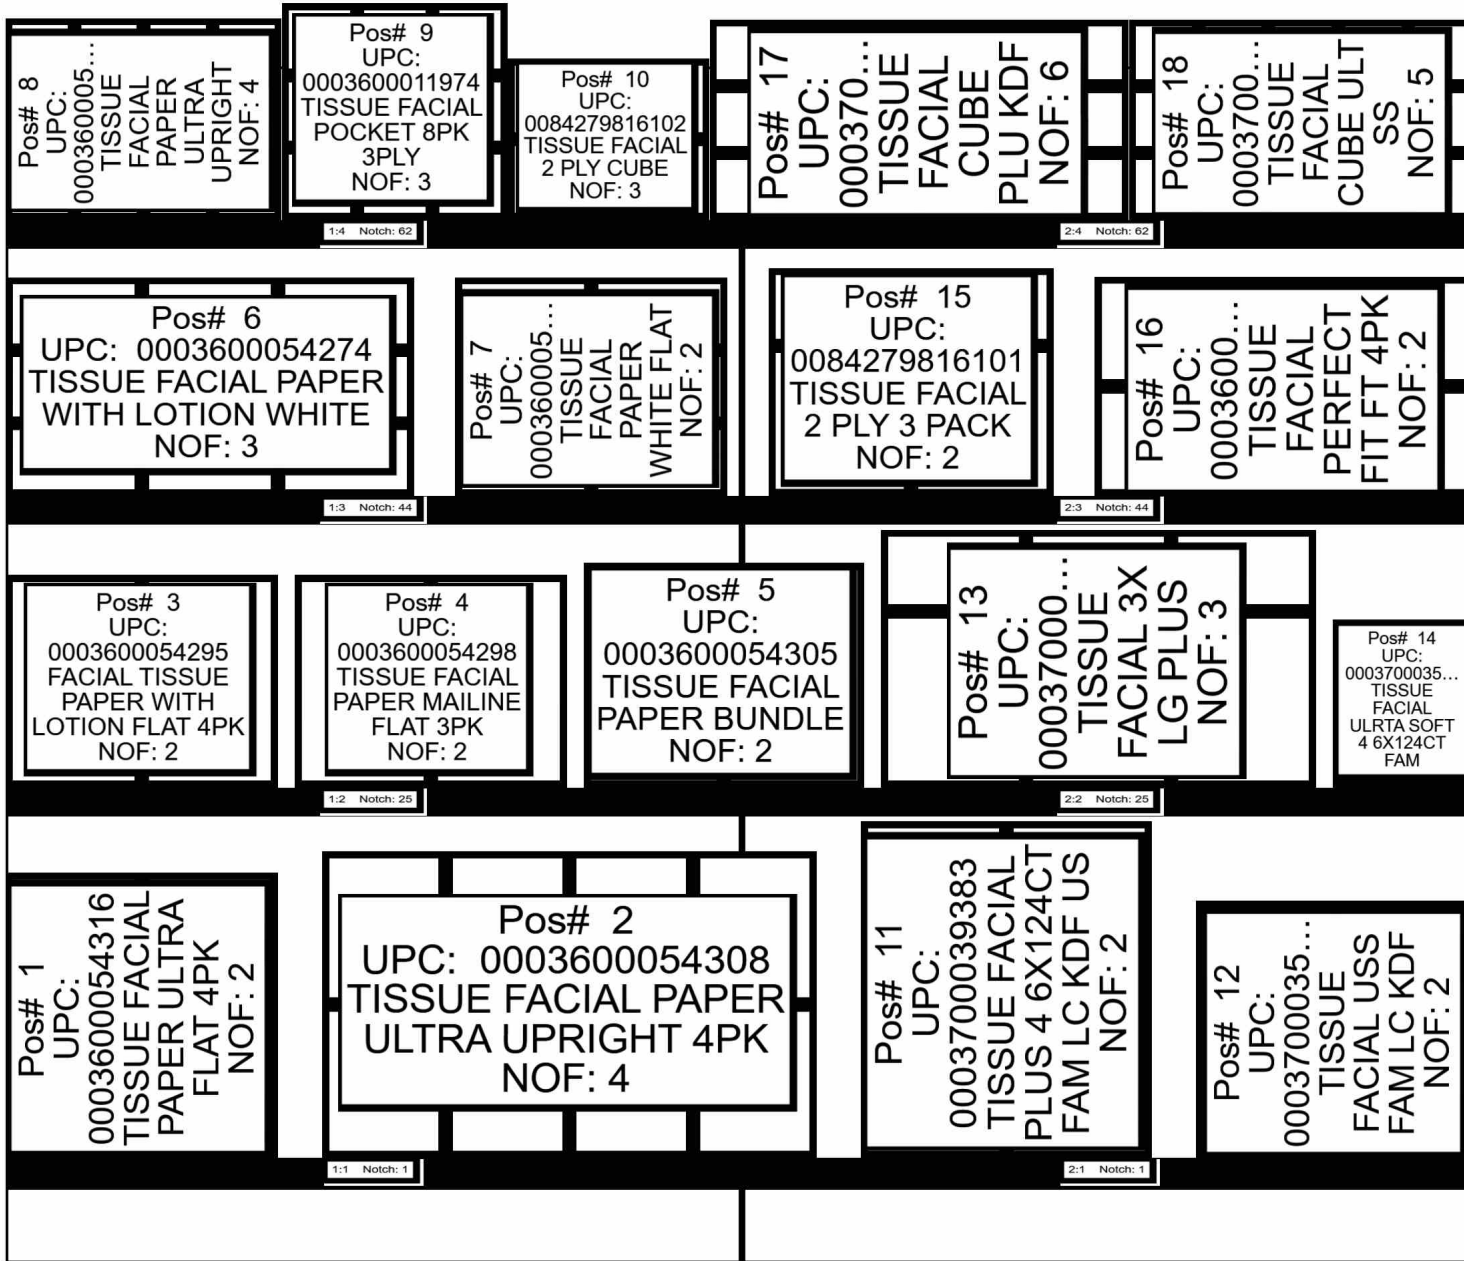 Pos# 8
UPC:
0003600005...
TISSUE
FACIAL
PAPER
ULTRA
UPRIGHT
NOF: 4
Pos# 9
UPC:
0003600011974
TISSUE FACIAL
POCKET 8PK
3PLY
NOF: 3
Pos# 10
UPC:
0084279816102
TISSUE FACIAL
2 PLY CUBE
NOF: 3
Pos# 17
UPC:
000370...
TISSUE
FACIAL
CUBE
PLU KDF
NOF: 6
Pos# 18
UPC:
0003700...
TISSUE
FACIAL
CUBE ULT
SS
NOF: 5
1:4 Notch: 62
2:4 Notch: 62
Pos# 6
UPC: 0003600054274
TISSUE FACIAL PAPER
WITH LOTION WHITE
NOF: 3
Pos# 7
UPC:
000360005...
TISSUE
FACIAL
PAPER
WHITE FLAT
NOF: 2
Pos# 15
UPC:
0084279816101
TISSUE FACIAL
2 PLY 3 PACK
NOF: 2
Pos# 16
UPC:
0003600...
TISSUE
FACIAL
PERFECT
FIT FT 4PK
NOF: 2
1:3 Notch: 44
2:3 Notch: 44
Pos# 3
UPC:
0003600054295
FACIAL TISSUE
PAPER WITH
LOTION FLAT 4PK
NOF: 2
Pos# 4
UPC:
0003600054298
TISSUE FACIAL
PAPER MAILINE
FLAT 3PK
NOF: 2
Pos# 5
UPC:
0003600054305
TISSUE FACIAL
PAPER BUNDLE
NOF: 2
Pos# 13
UPC:
00037000...
TISSUE
FACIAL 3X
LG PLUS
NOF: 3
Pos# 14
UPC:
0003700035...
TISSUE
FACIAL
ULRTA SOFT
4 6X124CT
FAM
1:2 Notch: 25
2:2 Notch: 25
Pos# 1
UPC:
0003600054316
TISSUE FACIAL
PAPER ULTRA
FLAT 4PK
NOF: 2
Pos# 2
UPC: 0003600054308
TISSUE FACIAL PAPER
ULTRA UPRIGHT 4PK
NOF: 4
Pos# 11
UPC:
0003700039383
TISSUE FACIAL
PLUS 4 6X124CT
FAM LC KDF US
NOF: 2
Pos# 12
UPC:
0003700035...
TISSUE
FACIAL USS
FAM LC KDF
NOF: 2
1:1 Notch: 1
2:1 Notch: 1